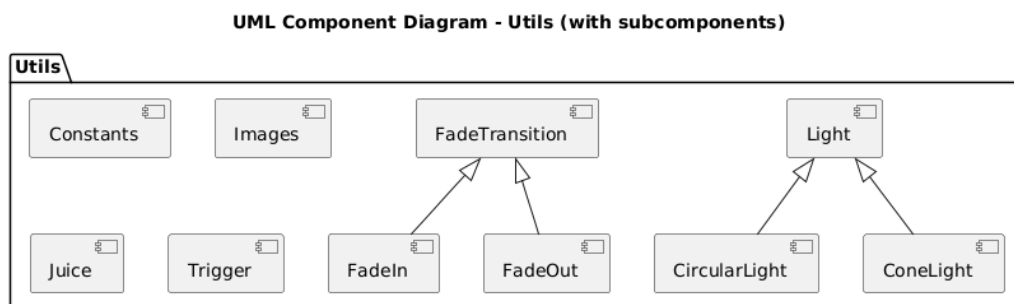 UML Component Diagram - Utils (with subcomponents)
Utils
Constants
Images
FadeTransition
Light
Juice
Trigger
FadeIn
FadeOut
CircularLight
ConeLight